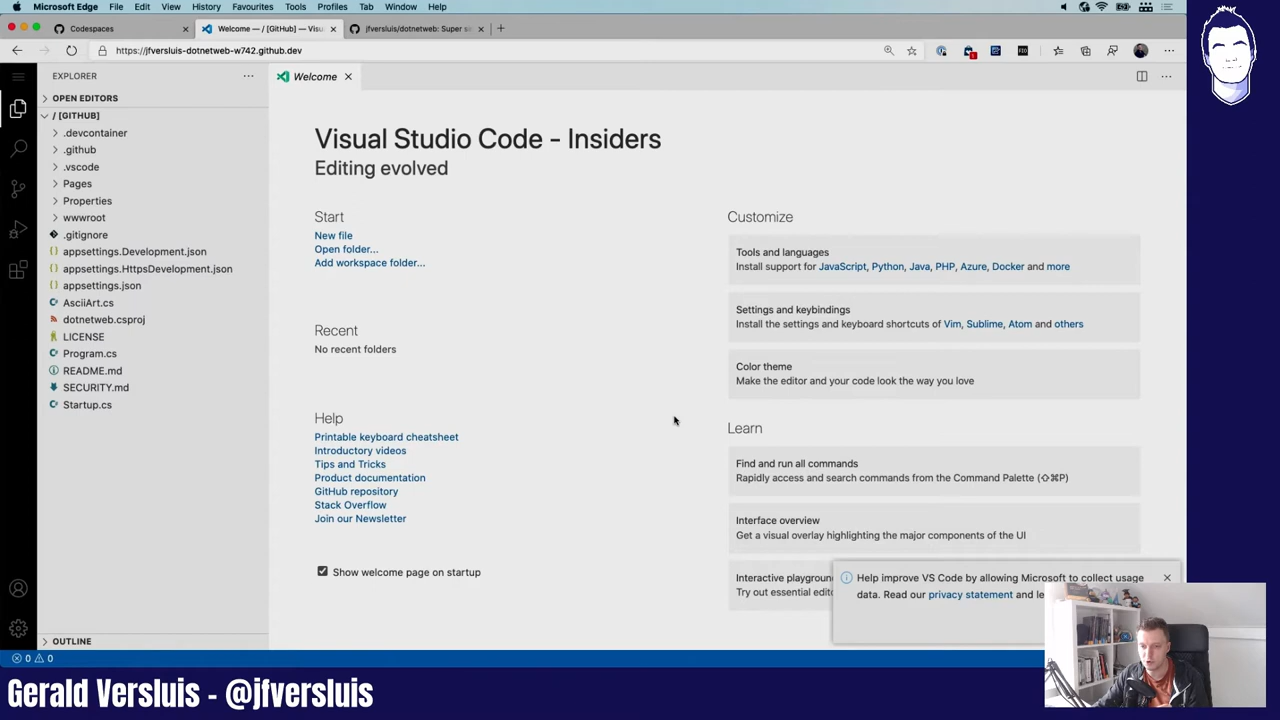 Microsoft Edge File Edit View History Favourites Tools Profiles Tab Window Help
Codespaces
Welcome — / [GitHub] — Visu
jfversluis/dotnetweb: Super si
https://jfversluis-dotnetweb-w742.github.dev
EXPLORER
OPEN EDITORS
/ [GITHUB]
.devcontainer
.github
.vscode
Pages
Properties
wwwroot
.gitignore
appsettings.Development.json
appsettings.HttpsDevelopment.json
appsettings.json
AsciiArt.cs
dotnetweb.csproj
LICENSE
Program.cs
README.md
SECURITY.md
Startup.cs
OUTLINE
0 0
Welcome
Visual Studio Code - Insiders
Editing evolved
Start
New file
Open folder...
Add workspace folder...
Recent
No recent folders
Help
Printable keyboard cheatsheet
Introductory videos
Tips and Tricks
Product documentation
GitHub repository
Stack Overflow
Join our Newsletter
Show welcome page on startup
Customize
Tools and languages
Install support for JavaScript, Python, Java, PHP, Azure, Docker and more
Settings and keybindings
Install the settings and keyboard shortcuts of Vim, Sublime, Atom and others
Color theme
Make the editor and your code look the way you love
Learn
Find and run all commands
Rapidly access and search commands from the Command Palette (⇧⌘P)
Interface overview
Get a visual overlay highlighting the major components of the UI
Interactive playgroun
Try out essential edito
Help improve VS Code by allowing Microsoft to collect usage
data. Read our privacy statement and le
Gerald Versluis - @jfversluis